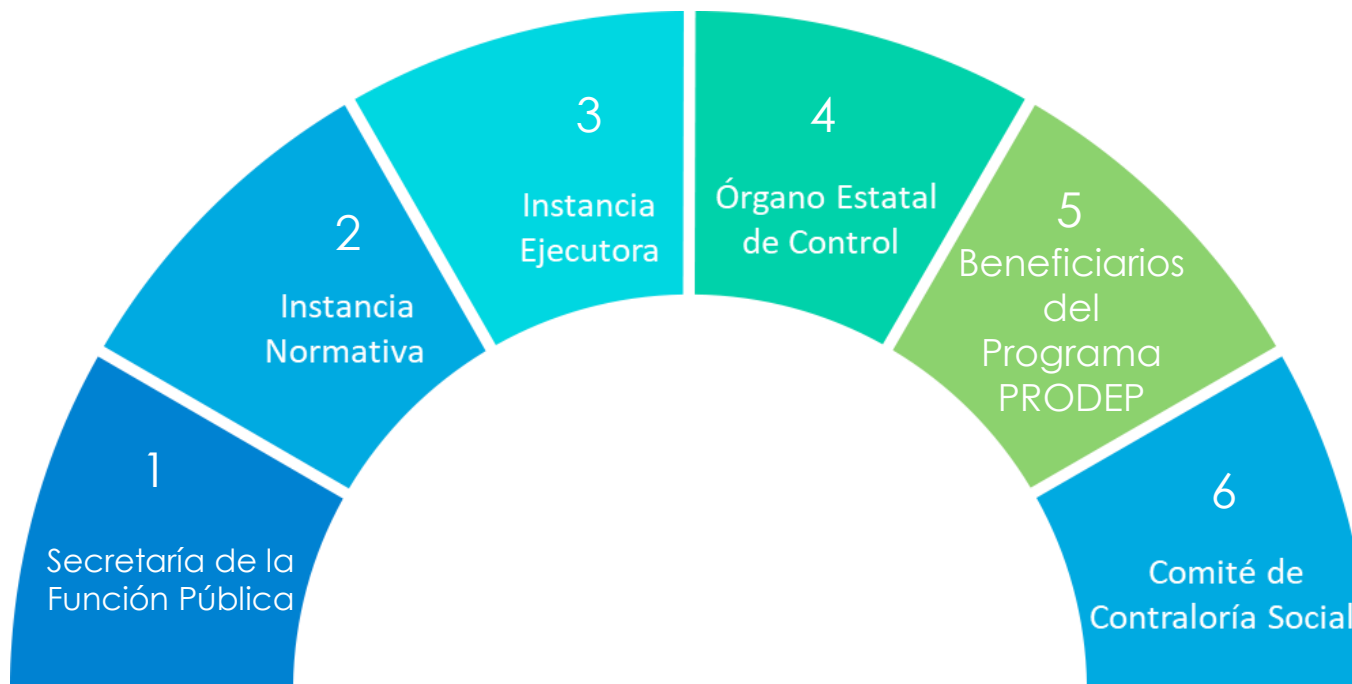 1
Secretaría de la
Función Pública
2
Instancia
Normativa
3
Instancia
Ejecutora
4
Órgano Estatal
de Control
5
Beneficiarios
del
Programa
PRODEP
6
Comité de
Contraloría Social